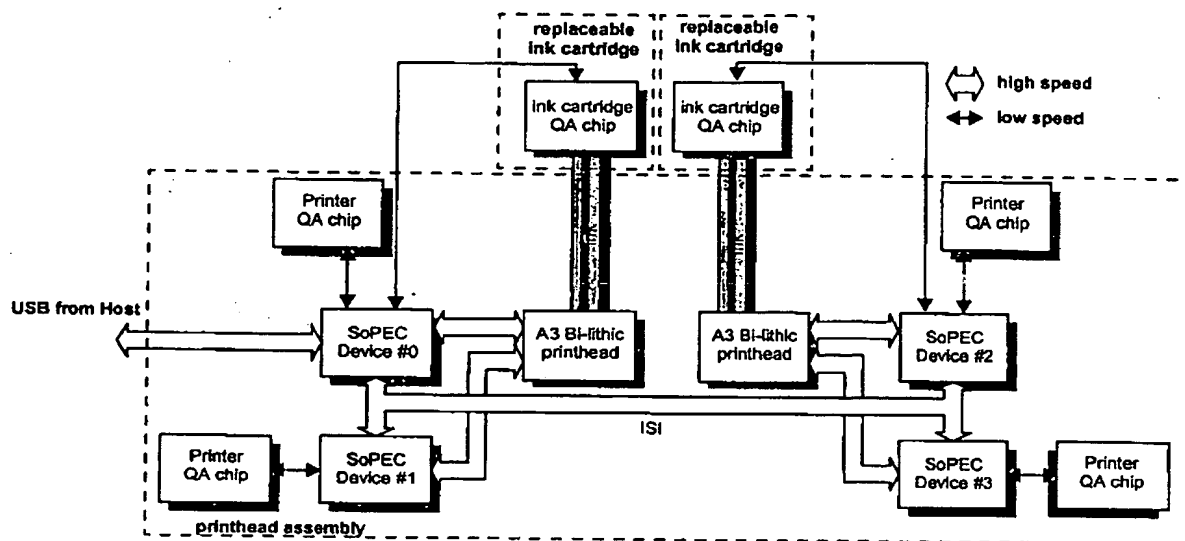 replaceable
ink cartridge
replaceable
ink cartridge
ink cartridge
QA chip
ink cartridge
QA chip
high speed
low speed
Printer
QA chip
Printer
QA chip
USB from Host
SoPEC
Device #0
A3 Bi-lithic
printhead
A3 Bi-lithic
printhead
SoPEC
Device #2
ISI
Printer
QA chip
SoPEC
Device #1
SoPEC
Device #3
Printer
QA chip
printhead assembly